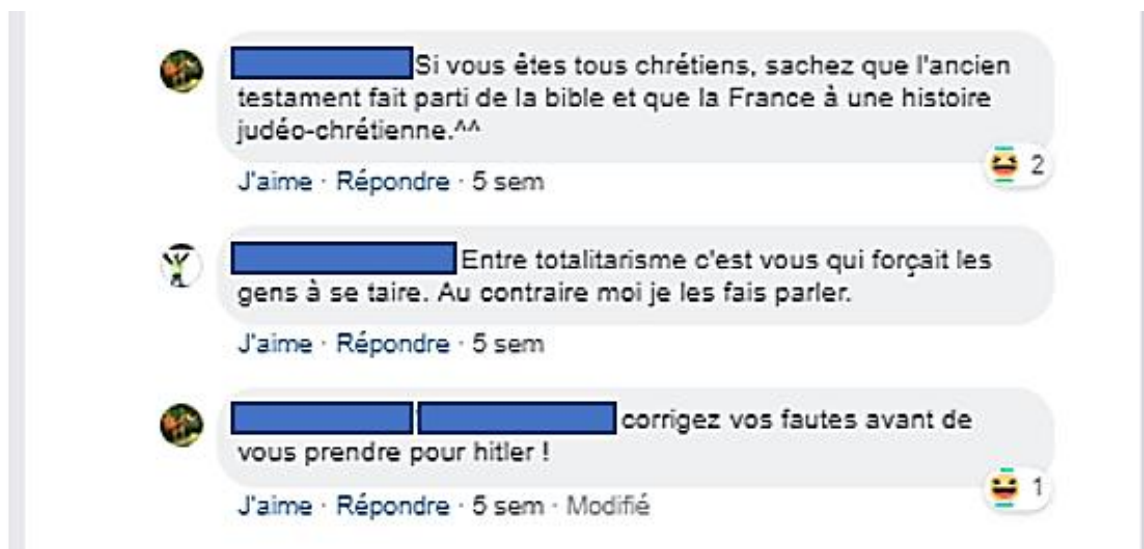 Si vous êtes tous chrétiens, sachez que l'ancien
testament fait parti de la bible et que la France à une histoire
judéo-chrétienne.^^
2
J'aime · Répondre · 5 sem
Entre totalitarisme c'est vous qui forçait les
gens à se taire. Au contraire moi je les fais parler.
J'aime · Répondre · 5 sem
corrigez vos fautes avant de
vous prendre pour hitler !
1
J'aime · Répondre · 5 sem · Modifié